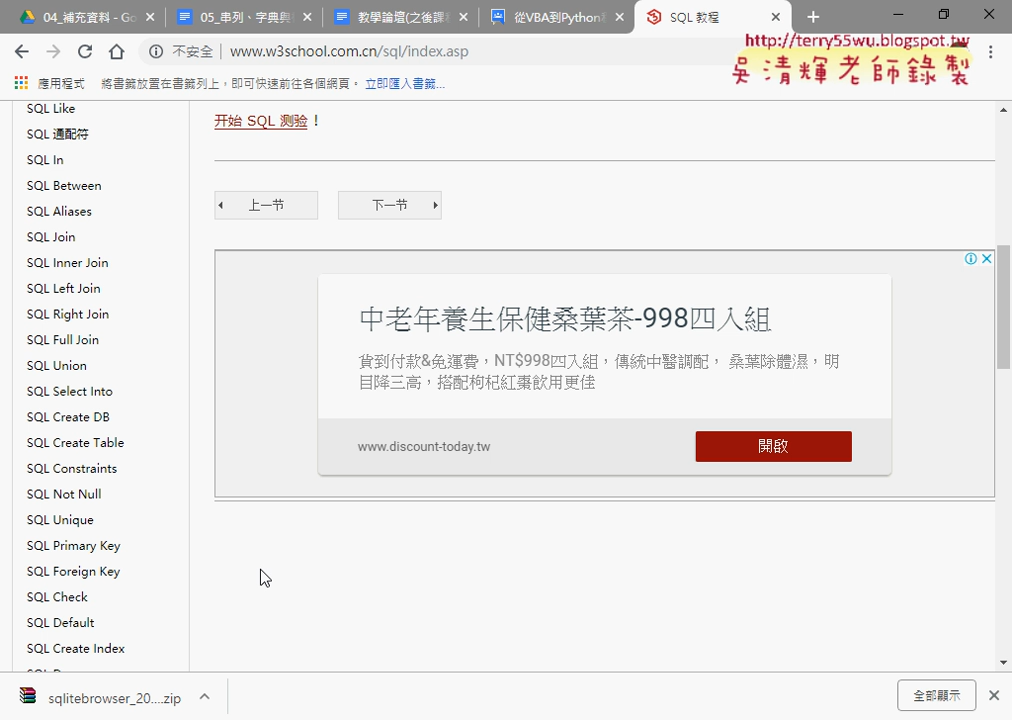 04_補充資料 - Go
05_串列、字典與
教學論壇(之後課
從VBA到Python
SQL 教程
不安全 | www.w3school.com.cn/sql/index.asp
http://terry55wu.blogspot.tw
吳清輝老師錄製
應用程式 將書籤放置在書籤列上，即可快速前往各個網頁。 立即匯入書籤...
SQL Like
SQL 通配符
SQL In
SQL Between
SQL Aliases
SQL Join
SQL Inner Join
SQL Left Join
SQL Right Join
SQL Full Join
SQL Union
SQL Select Into
SQL Create DB
SQL Create Table
SQL Constraints
SQL Not Null
SQL Unique
SQL Primary Key
SQL Foreign Key
SQL Check
SQL Default
SQL Create Index
开始 SQL 测验！
上一节
下一节
中老年養生保健桑葉茶-998四入組
貨到付款&免運費，NT$998四入組，傳統中醫調配， 桑葉除體濕，明
目降三高，搭配枸杞紅棗飲用更佳
www.discount-today.tw
開啟
sqlitebrowser_20....zip
全部顯示